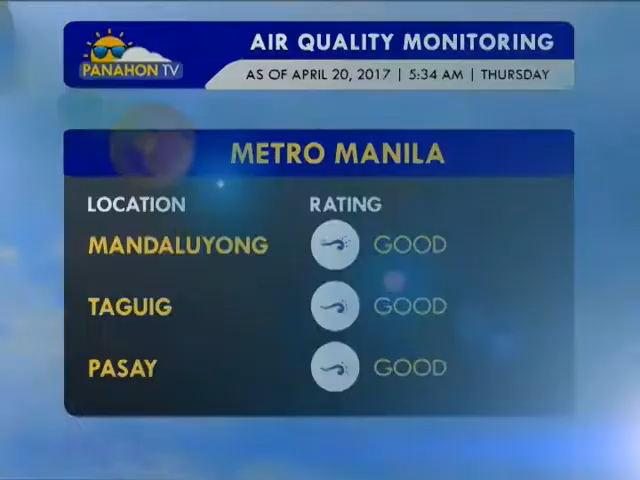 PANAHON TV
AIR QUALITY MONITORING
AS OF APRIL 20, 2017 | 5:34 AM | THURSDAY
METRO MANILA
LOCATION RATING
MANDALUYONG GOOD
TAGUIG GOOD
PASAY GOOD